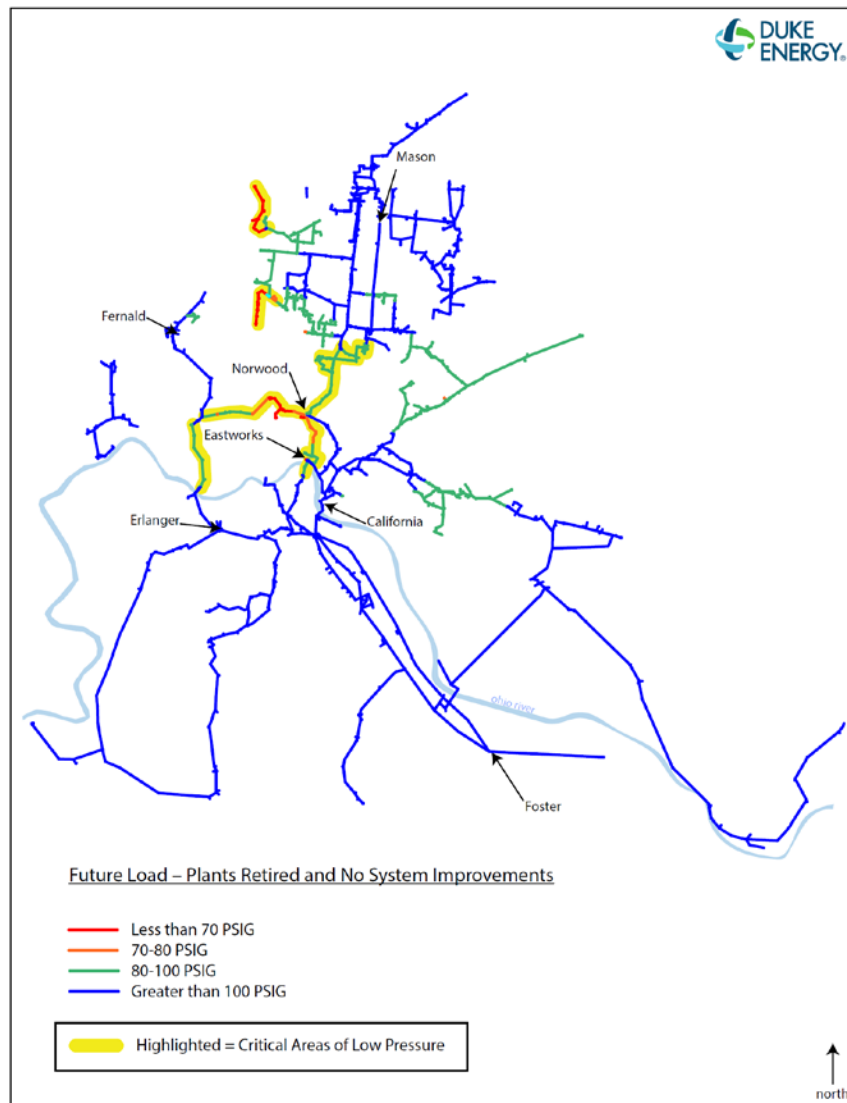 DUKE
ENERGY®
Mason
Fernald
Norwood
Eastworks
Erlanger
California
ohio river
Foster
Future Load – Plants Retired and No System Improvements
Less than 70 PSIG
70-80 PSIG
80-100 PSIG
Greater than 100 PSIG
Highlighted = Critical Areas of Low Pressure
north